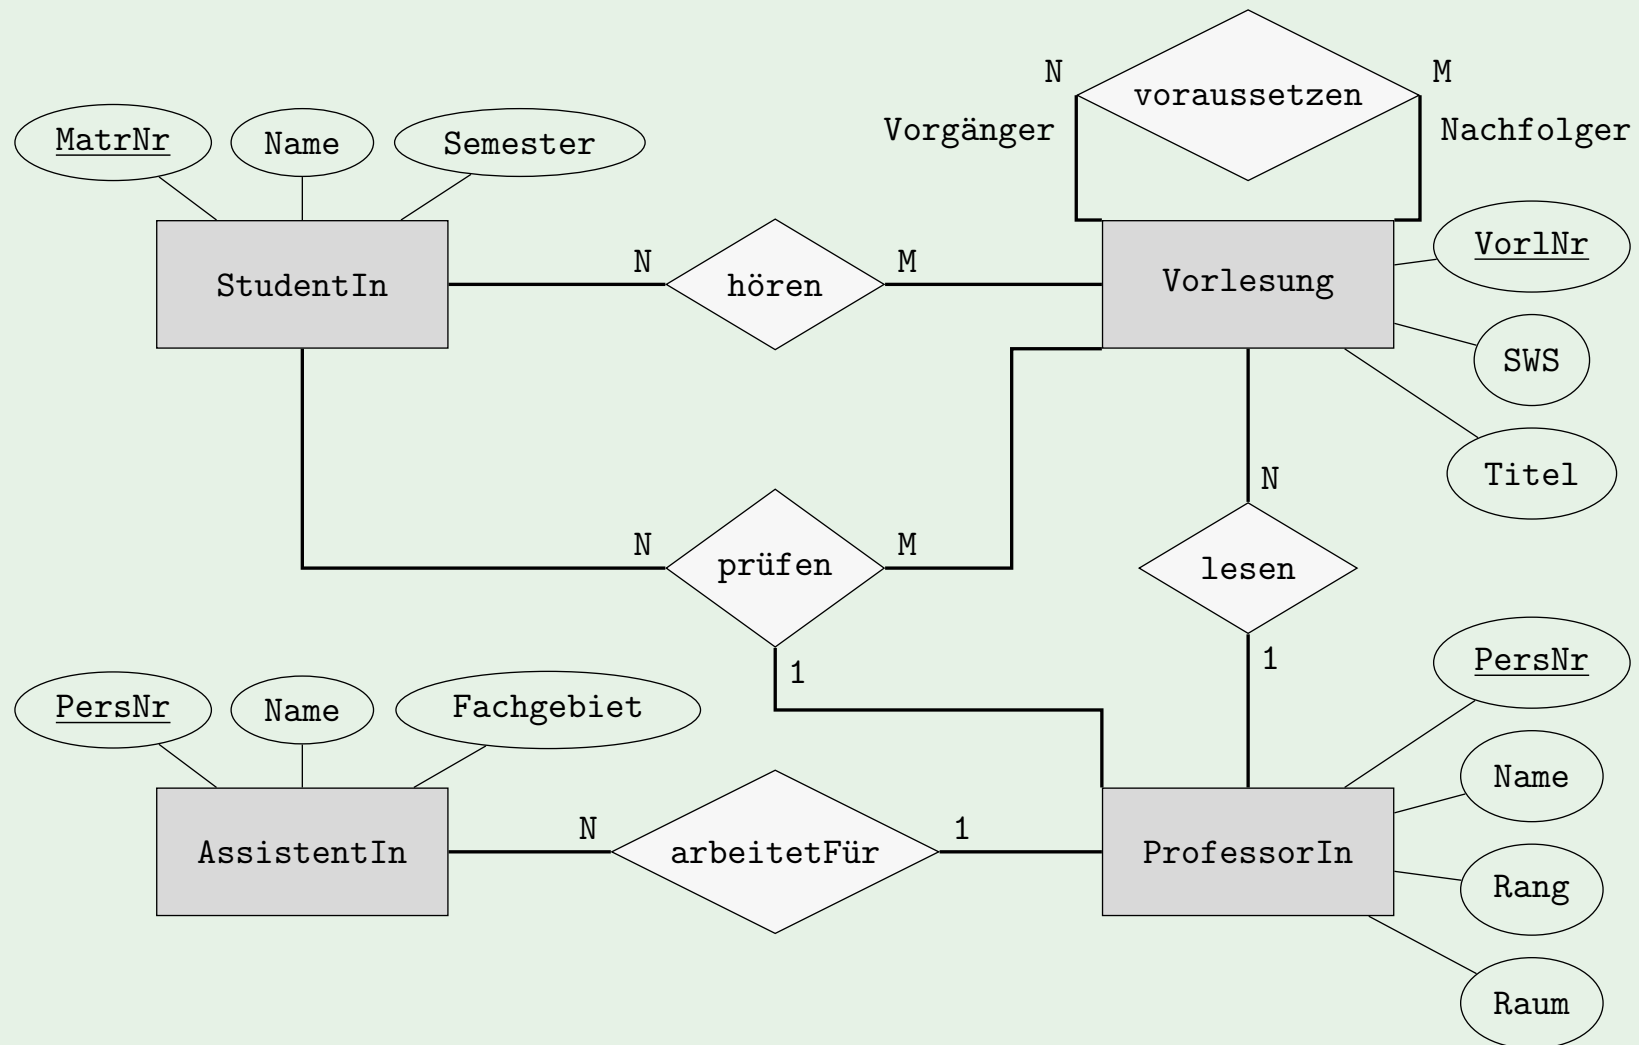 N
voraussetzen
M
Vorgänger
Nachfolger
MatrNr
Name
Semester
StudentIn
N
hören
M
Vorlesung
VorlNr
SWS
Titel
N
prüfen
M
1
N
lesen
1
PersNr
Name
Fachgebiet
AssistentIn
N
arbeitetFür
1
ProfessorIn
PersNr
Name
Rang
Raum